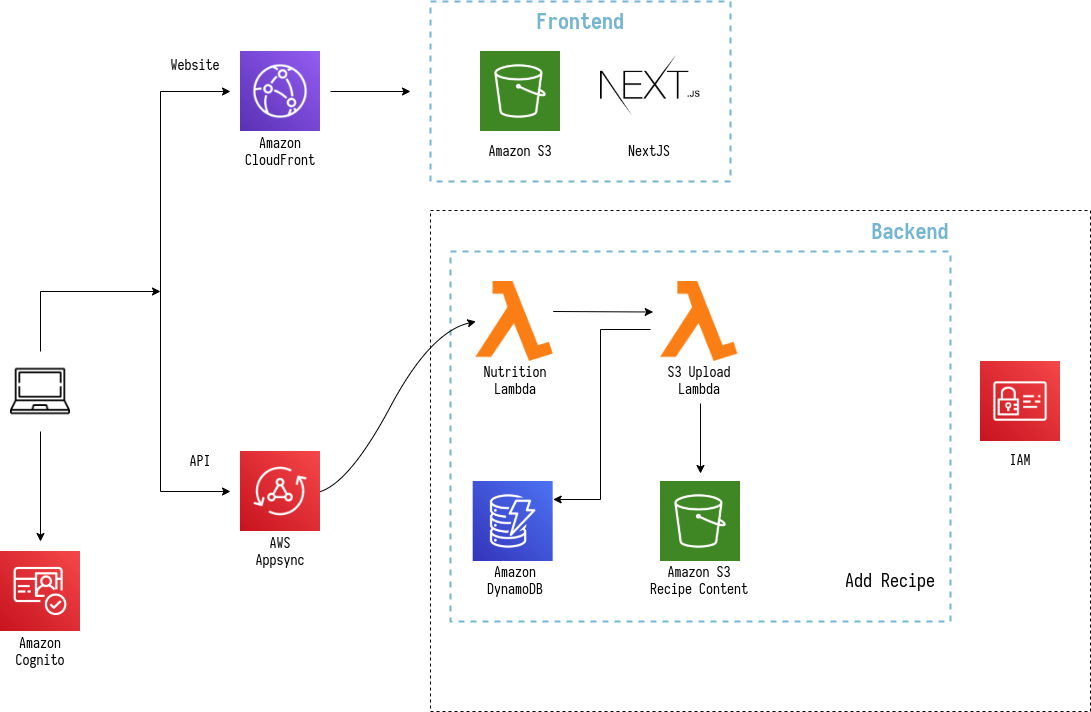 Frontend
Website
NEXT.JS
Amazon
CloudFront
Amazon S3
NextJS
Backend
Nutrition
Lambda
S3 Upload
Lambda
API
IAM
AWS
Appsync
Amazon
DynamoDB
Amazon S3
Recipe Content
Add Recipe
Amazon
Cognito